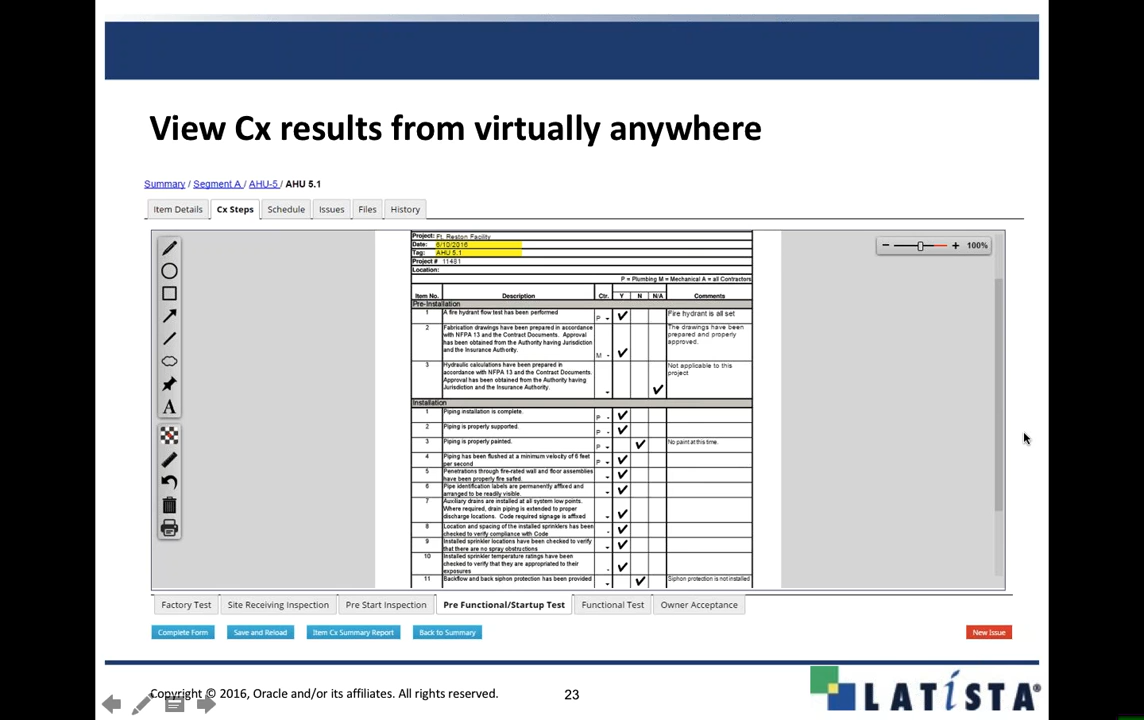 View Cx results from virtually anywhere
Summary / Segment A / AHU-5 / AHU 5.1
Item Details Cx Steps Schedule Issues Files History
Project: Ft. Reston Facility
Date: 6/10/2016
Tag: AHU 5.1
Project # 11481
Location:
P = Plumbing M = Mechanical A = all Contractors
Item No. Description Ctr. Y N N/A Comments
Pre-Installation
1 A fire hydrant flow test has been performed P Fire hydrant is all set
2 Fabrication drawings have been prepared in accordance The drawings have been
with NFPA 13 and the Contract Documents. Approval prepared and properly
has been obtained from the Authority having Jurisdiction approved.
and the Insurance Authority. M
3 Hydraulic calculations have been prepared in Not applicable to this
accordance with NFPA 13 and the Contract Documents. project
Approval has been obtained from the Authority having
Jurisdiction and the Insurance Authority.
Installation
1 Piping installation is complete. P
2 Piping is properly supported. P
3 Piping is properly painted. P No paint at this time.
4 Piping has been flushed at a minimum velocity of 6 feet P
per second
5 Penetrations through fire-rated wall and floor assemblies
have been properly fire safed.
6 Pipe identification labels are permanently affixed and
arranged to be readily visible.
7 Auxiliary drains are installed at all system low points.
Where required, drain piping is extended to proper
discharge locations. Code required signage is affixed
8 Location and spacing of the installed sprinklers has been
checked to verify compliance with Code
9 Installed sprinkler locations have been checked to verify
that there are no spray obstructions
10 Installed sprinkler temperature ratings have been
checked to verify that they are appropriated to their
exposures
11 Backflow and back siphon protection has been provided Siphon protection is not installed
A
100%
Factory Test Site Receiving Inspection Pre Start Inspection Pre Functional/Startup Test Functional Test Owner Acceptance
Complete Form Save and Reload Item Cx Summary Report Back to Summary New Issue
Copyright © 2016, Oracle and/or its affiliates. All rights reserved. 23 LATISTA®